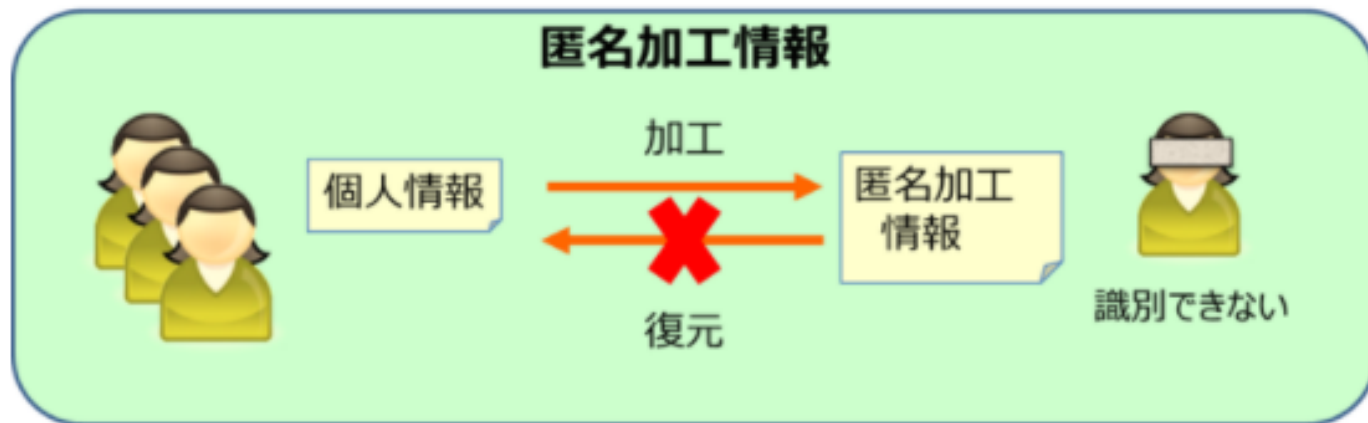 匿名加工情報
加工
個人情報
匿名加工
情報
復元
識別できない